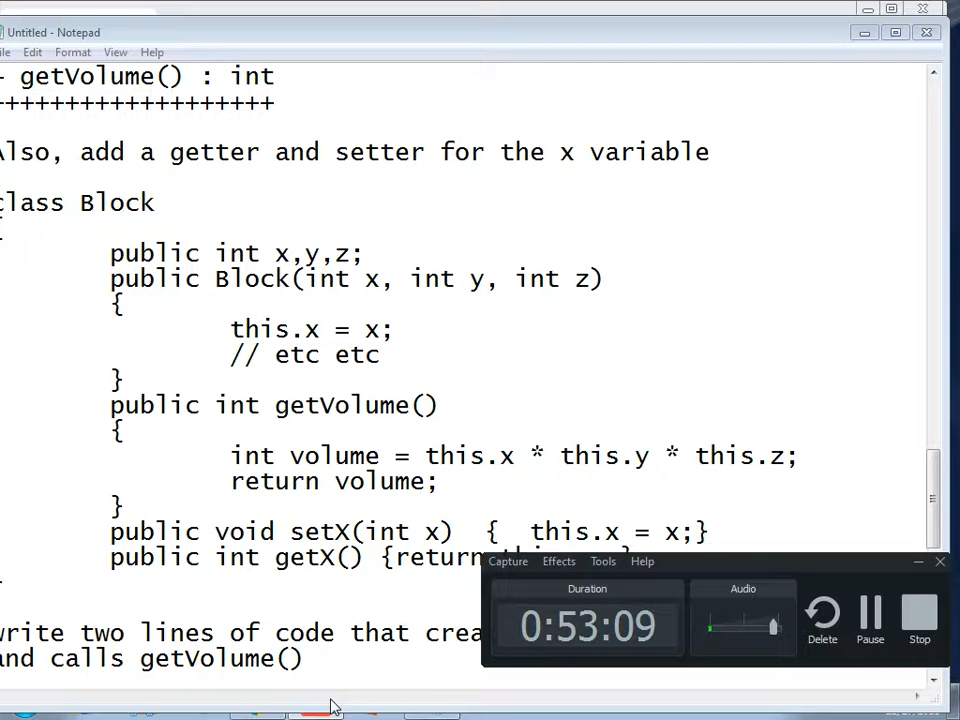 Untitled - Notepad
Edit Format View Help
getVolume() : int
++++++++++++++++++
Also, add a getter and setter for the x variable
class Block
public int x,y,z;
public Block(int x, int y, int z)
{
this.x = x;
// etc etc
}
public int getVolume()
{
int volume = this.x * this.y * this.z;
return volume;
}
public void setX(int x) { this.x = x;}
public int getX() {return
write two lines of code that
and calls getVolume()
Capture Effects Tools Help
Duration
0:53:09
Audio
Delete
Pause
Stop